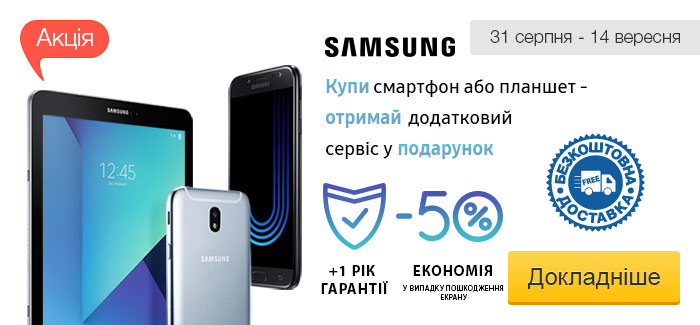 Акція
SAMSUNG
31 серпня - 14 вересня
Купи смартфон або планшет -
отримай додатковий
сервіс у подарунок
SAMSUNG
12:45
SAMSUNG
SAMSUNG
БЕЗКОШТОВНА
FREE
ДОСТАВКА
-50%
+1 РІК
ГАРАНТІЇ
ЕКОНОМІЯ
У ВИПАДКУ ПОШКОДЖЕННЯ
ЕКРАНУ
Докладніше